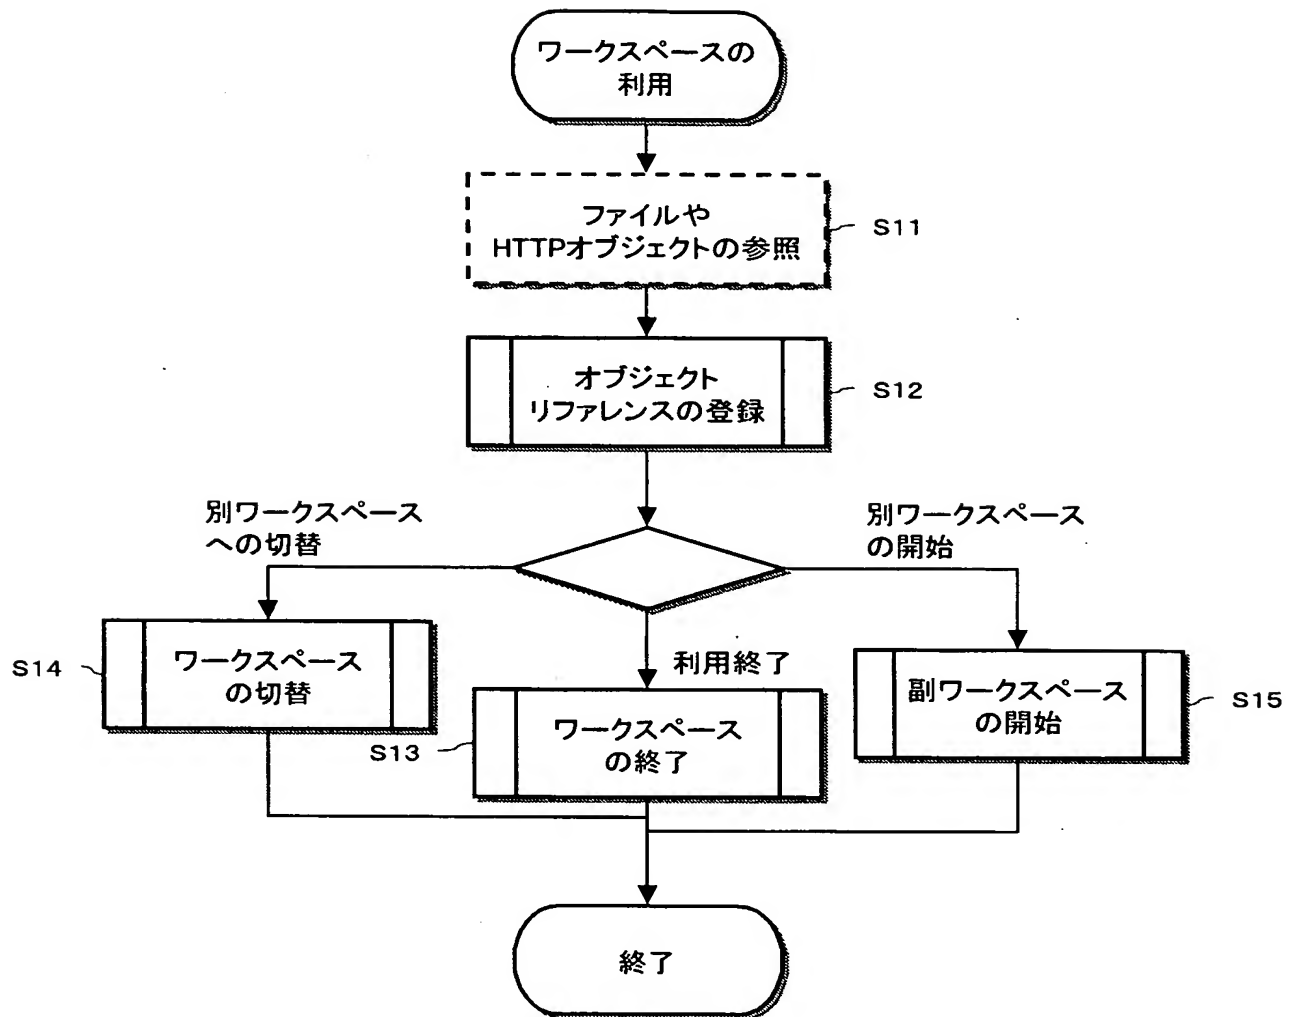 ワークスペースの
利用
ファイルや
HTTPオブジェクトの参照
S11
オブジェクト
リファレンスの登録
S12
別ワークスペース
への切替
別ワークスペース
の開始
利用終了
S14
ワークスペース
の切替
S13
ワークスペース
の終了
副ワークスペース
の開始
S15
終了